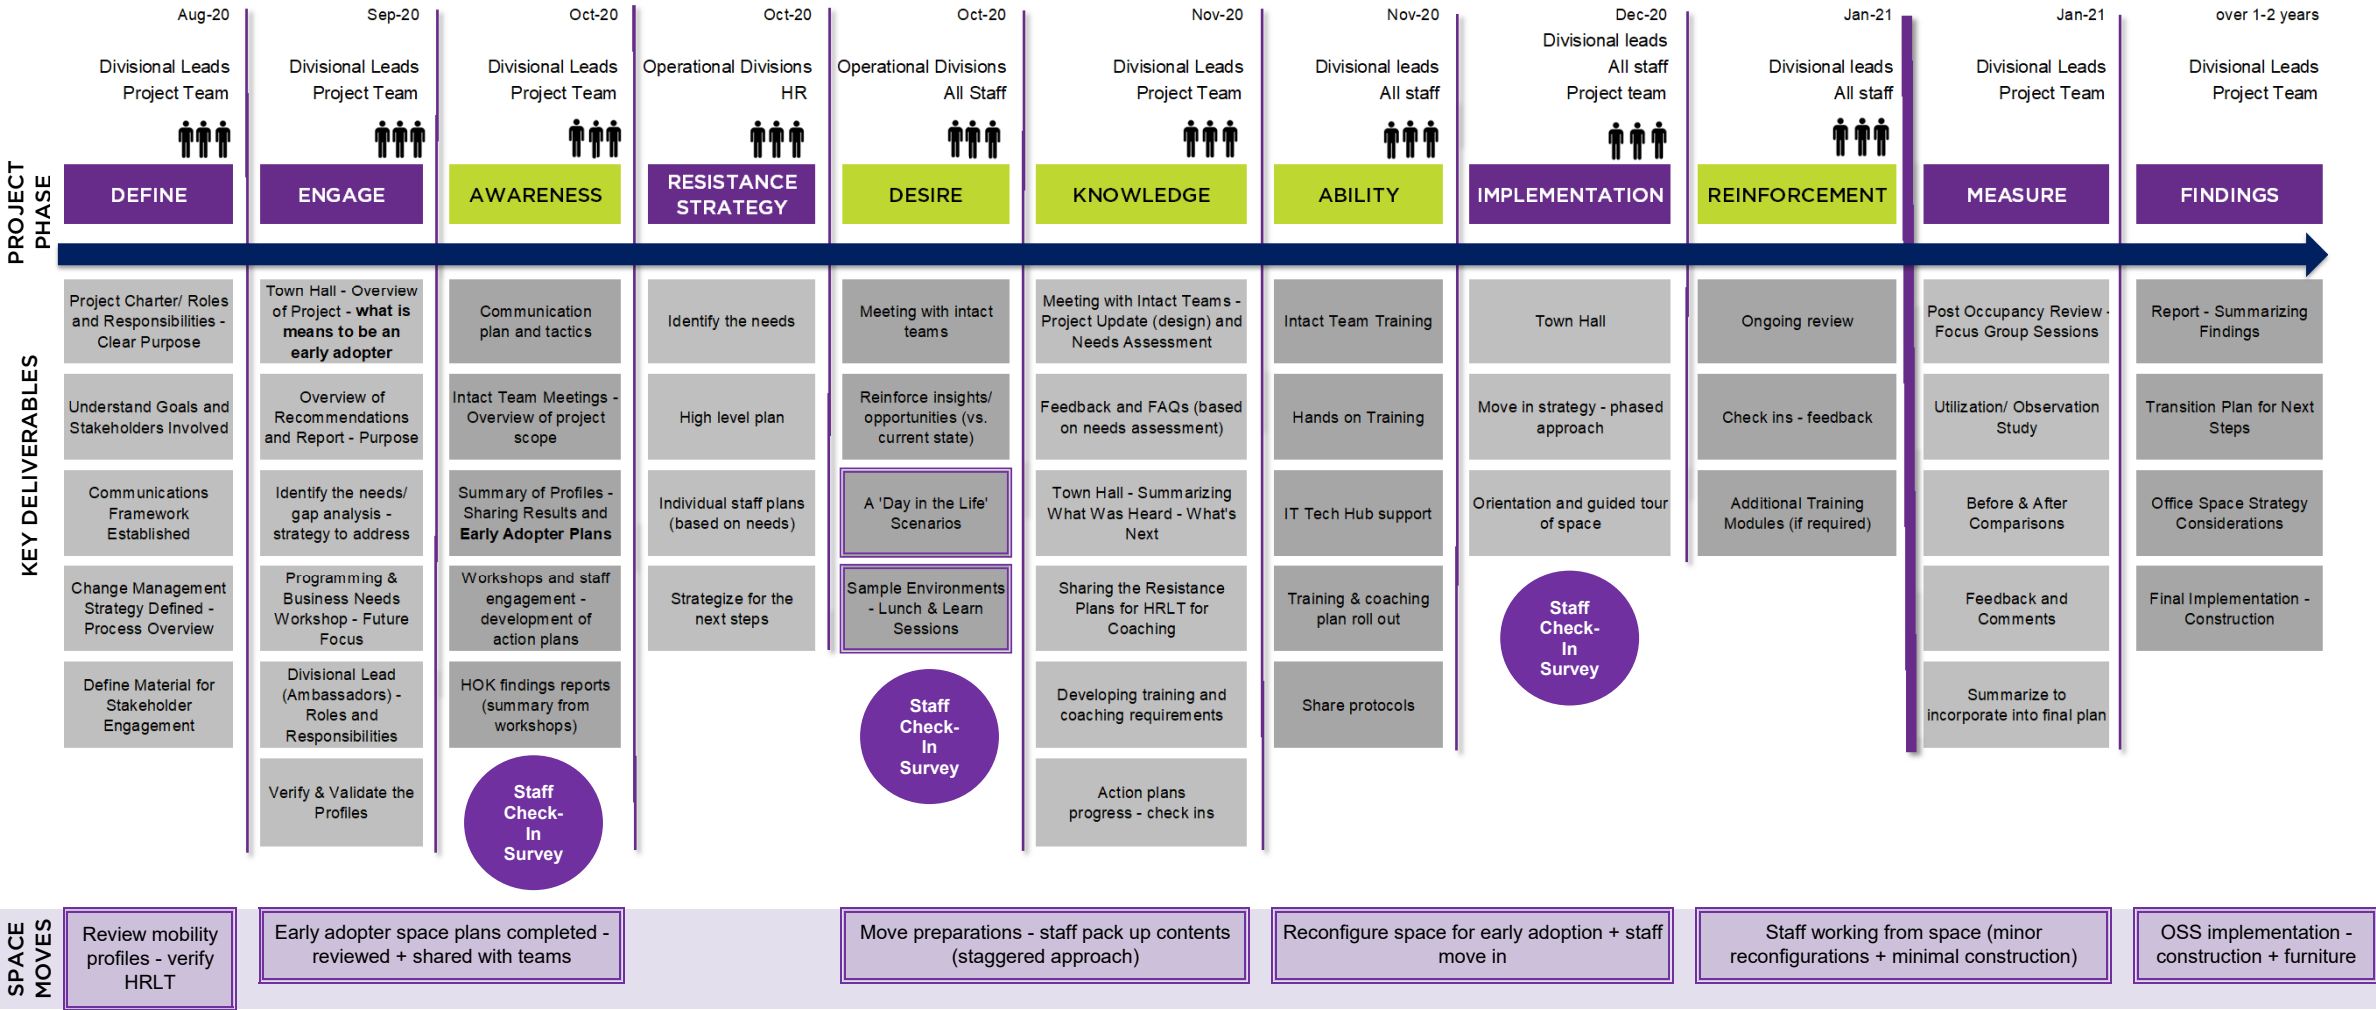 Aug-20
Sep-20
Oct-20
Oct-20
Oct-20
Nov-20
Nov-20
Dec-20
Jan-21
Jan-21
over 1-2 years
Divisional Leads
Project Team
Divisional Leads
Project Team
Divisional Leads
Project Team
Operational Divisions
HR
Operational Divisions
All Staff
Divisional Leads
Project Team
Divisional leads
All staff
Divisional leads
All staff
Project team
Divisional leads
All staff
Divisional Leads
Project Team
Divisional Leads
Project Team
PROJECT
PHASE
DEFINE
ENGAGE
AWARENESS
RESISTANCE
STRATEGY
DESIRE
KNOWLEDGE
ABILITY
IMPLEMENTATION
REINFORCEMENT
MEASURE
FINDINGS
KEY DELIVERABLES
Project Charter/ Roles
and Responsibilities -
Clear Purpose
Understand Goals and
Stakeholders Involved
Communications
Framework
Established
Change Management
Strategy Defined -
Process Overview
Define Material for
Stakeholder
Engagement
Town Hall - Overview
of Project - what is
means to be an
early adopter
Overview of
Recommendations
and Report - Purpose
Identify the needs/
gap analysis -
strategy to address
Programming &
Business Needs
Workshop - Future
Focus
Divisional Lead
(Ambassadors) -
Roles and
Responsibilities
Verify & Validate the
Profiles
Communication
plan and tactics
Intact Team Meetings -
Overview of project
scope
Summary of Profiles -
Sharing Results and
Early Adopter Plans
Workshops and staff
engagement -
development of
action plans
HOK findings reports
(summary from
workshops)
Staff
Check-
In
Survey
Identify the needs
High level plan
Individual staff plans
(based on needs)
Strategize for the
next steps
Meeting with intact
teams
Reinforce insights/
opportunities (vs.
current state)
A 'Day in the Life'
Scenarios
Sample Environments
- Lunch & Learn
Sessions
Staff
Check-
In
Survey
Meeting with Intact Teams -
Project Update (design) and
Needs Assessment
Feedback and FAQs (based
on needs assessment)
Town Hall - Summarizing
What Was Heard - What's
Next
Sharing the Resistance
Plans for HRLT for
Coaching
Developing training and
coaching requirements
Action plans
progress - check ins
Intact Team Training
Hands on Training
IT Tech Hub support
Training & coaching
plan roll out
Share protocols
Town Hall
Move in strategy - phased
approach
Orientation and guided tour
of space
Staff
Check-
In
Survey
Ongoing review
Check ins - feedback
Additional Training
Modules (if required)
Post Occupancy Review -
Focus Group Sessions
Utilization/ Observation
Study
Before & After
Comparisons
Feedback and
Comments
Summarize to
incorporate into final plan
Report - Summarizing
Findings
Transition Plan for Next
Steps
Office Space Strategy
Considerations
Final Implementation -
Construction
SPACE
MOVES
Review mobility
profiles - verify
HRLT
Early adopter space plans completed -
reviewed + shared with teams
Move preparations - staff pack up contents
(staggered approach)
Reconfigure space for early adoption + staff
move in
Staff working from space (minor
reconfigurations + minimal construction)
OSS implementation -
construction + furniture